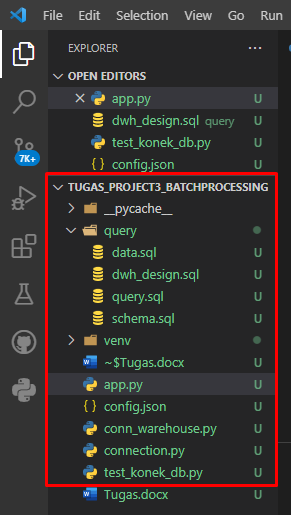 File Edit Selection View Go Run
EXPLORER ...
OPEN EDITORS
app.py U
dwh_design.sql query U
test_konek_db.py U
config.json U
7K+
TUGAS_PROJECT3_BATCHPROCESSING
__pycache__
query
data.sql U
dwh_design.sql U
query.sql U
schema.sql U
venv
~$Tugas.docx U
app.py U
config.json U
conn_warehouse.py U
connection.py U
test_konek_db.py U
Tugas.docx U